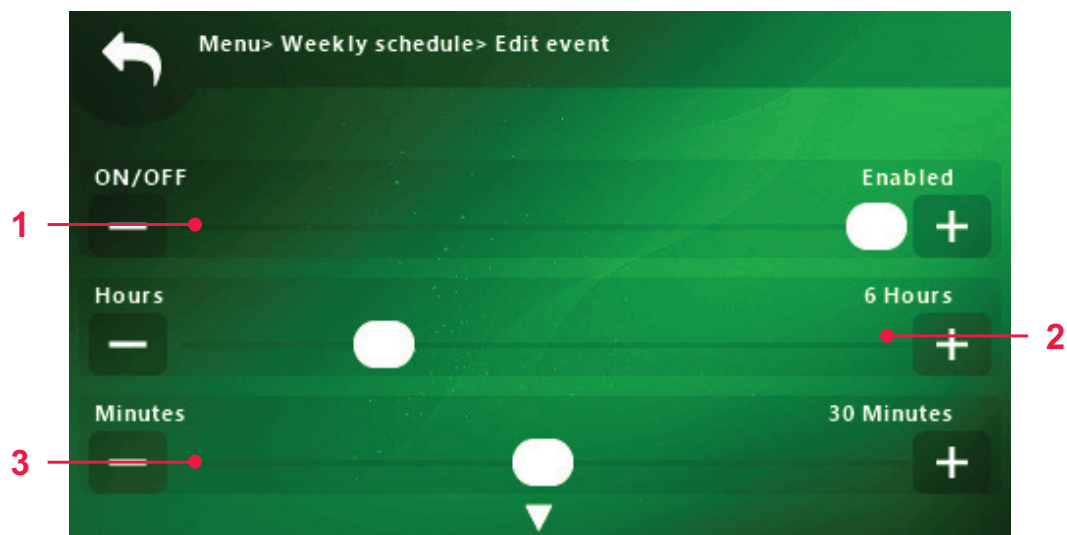 Menu> Weekly schedule> Edit event
ON/OFF Enabled
1
Hours 6 Hours
2
Minutes 30 Minutes
3